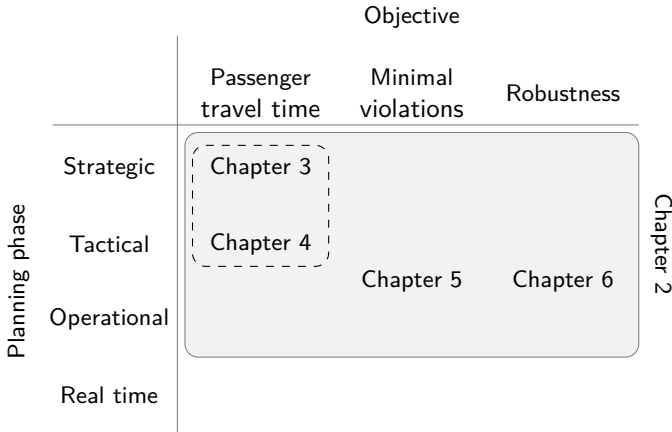 Objective
Passenger
travel time
Minimal
violations
Robustness
Planning phase
Strategic
Chapter 3
Tactical
Chapter 4
Chapter 5
Chapter 6
Operational
Real time
Chapter 2